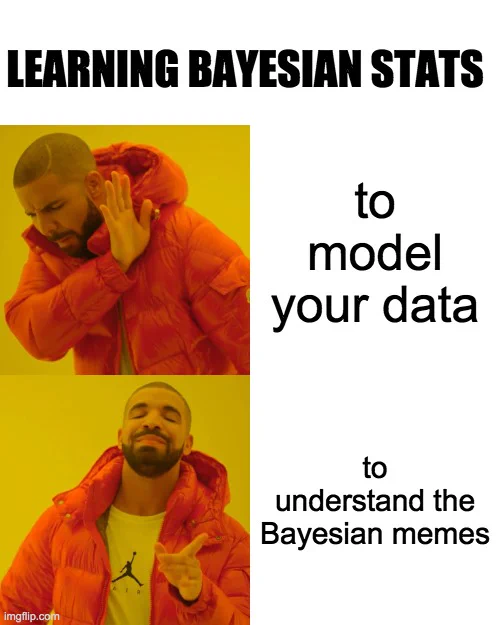 LEARNING BAYESIAN STATS
to
model
your data
to
understand the
Bayesian memes
A I R
imgflip.com